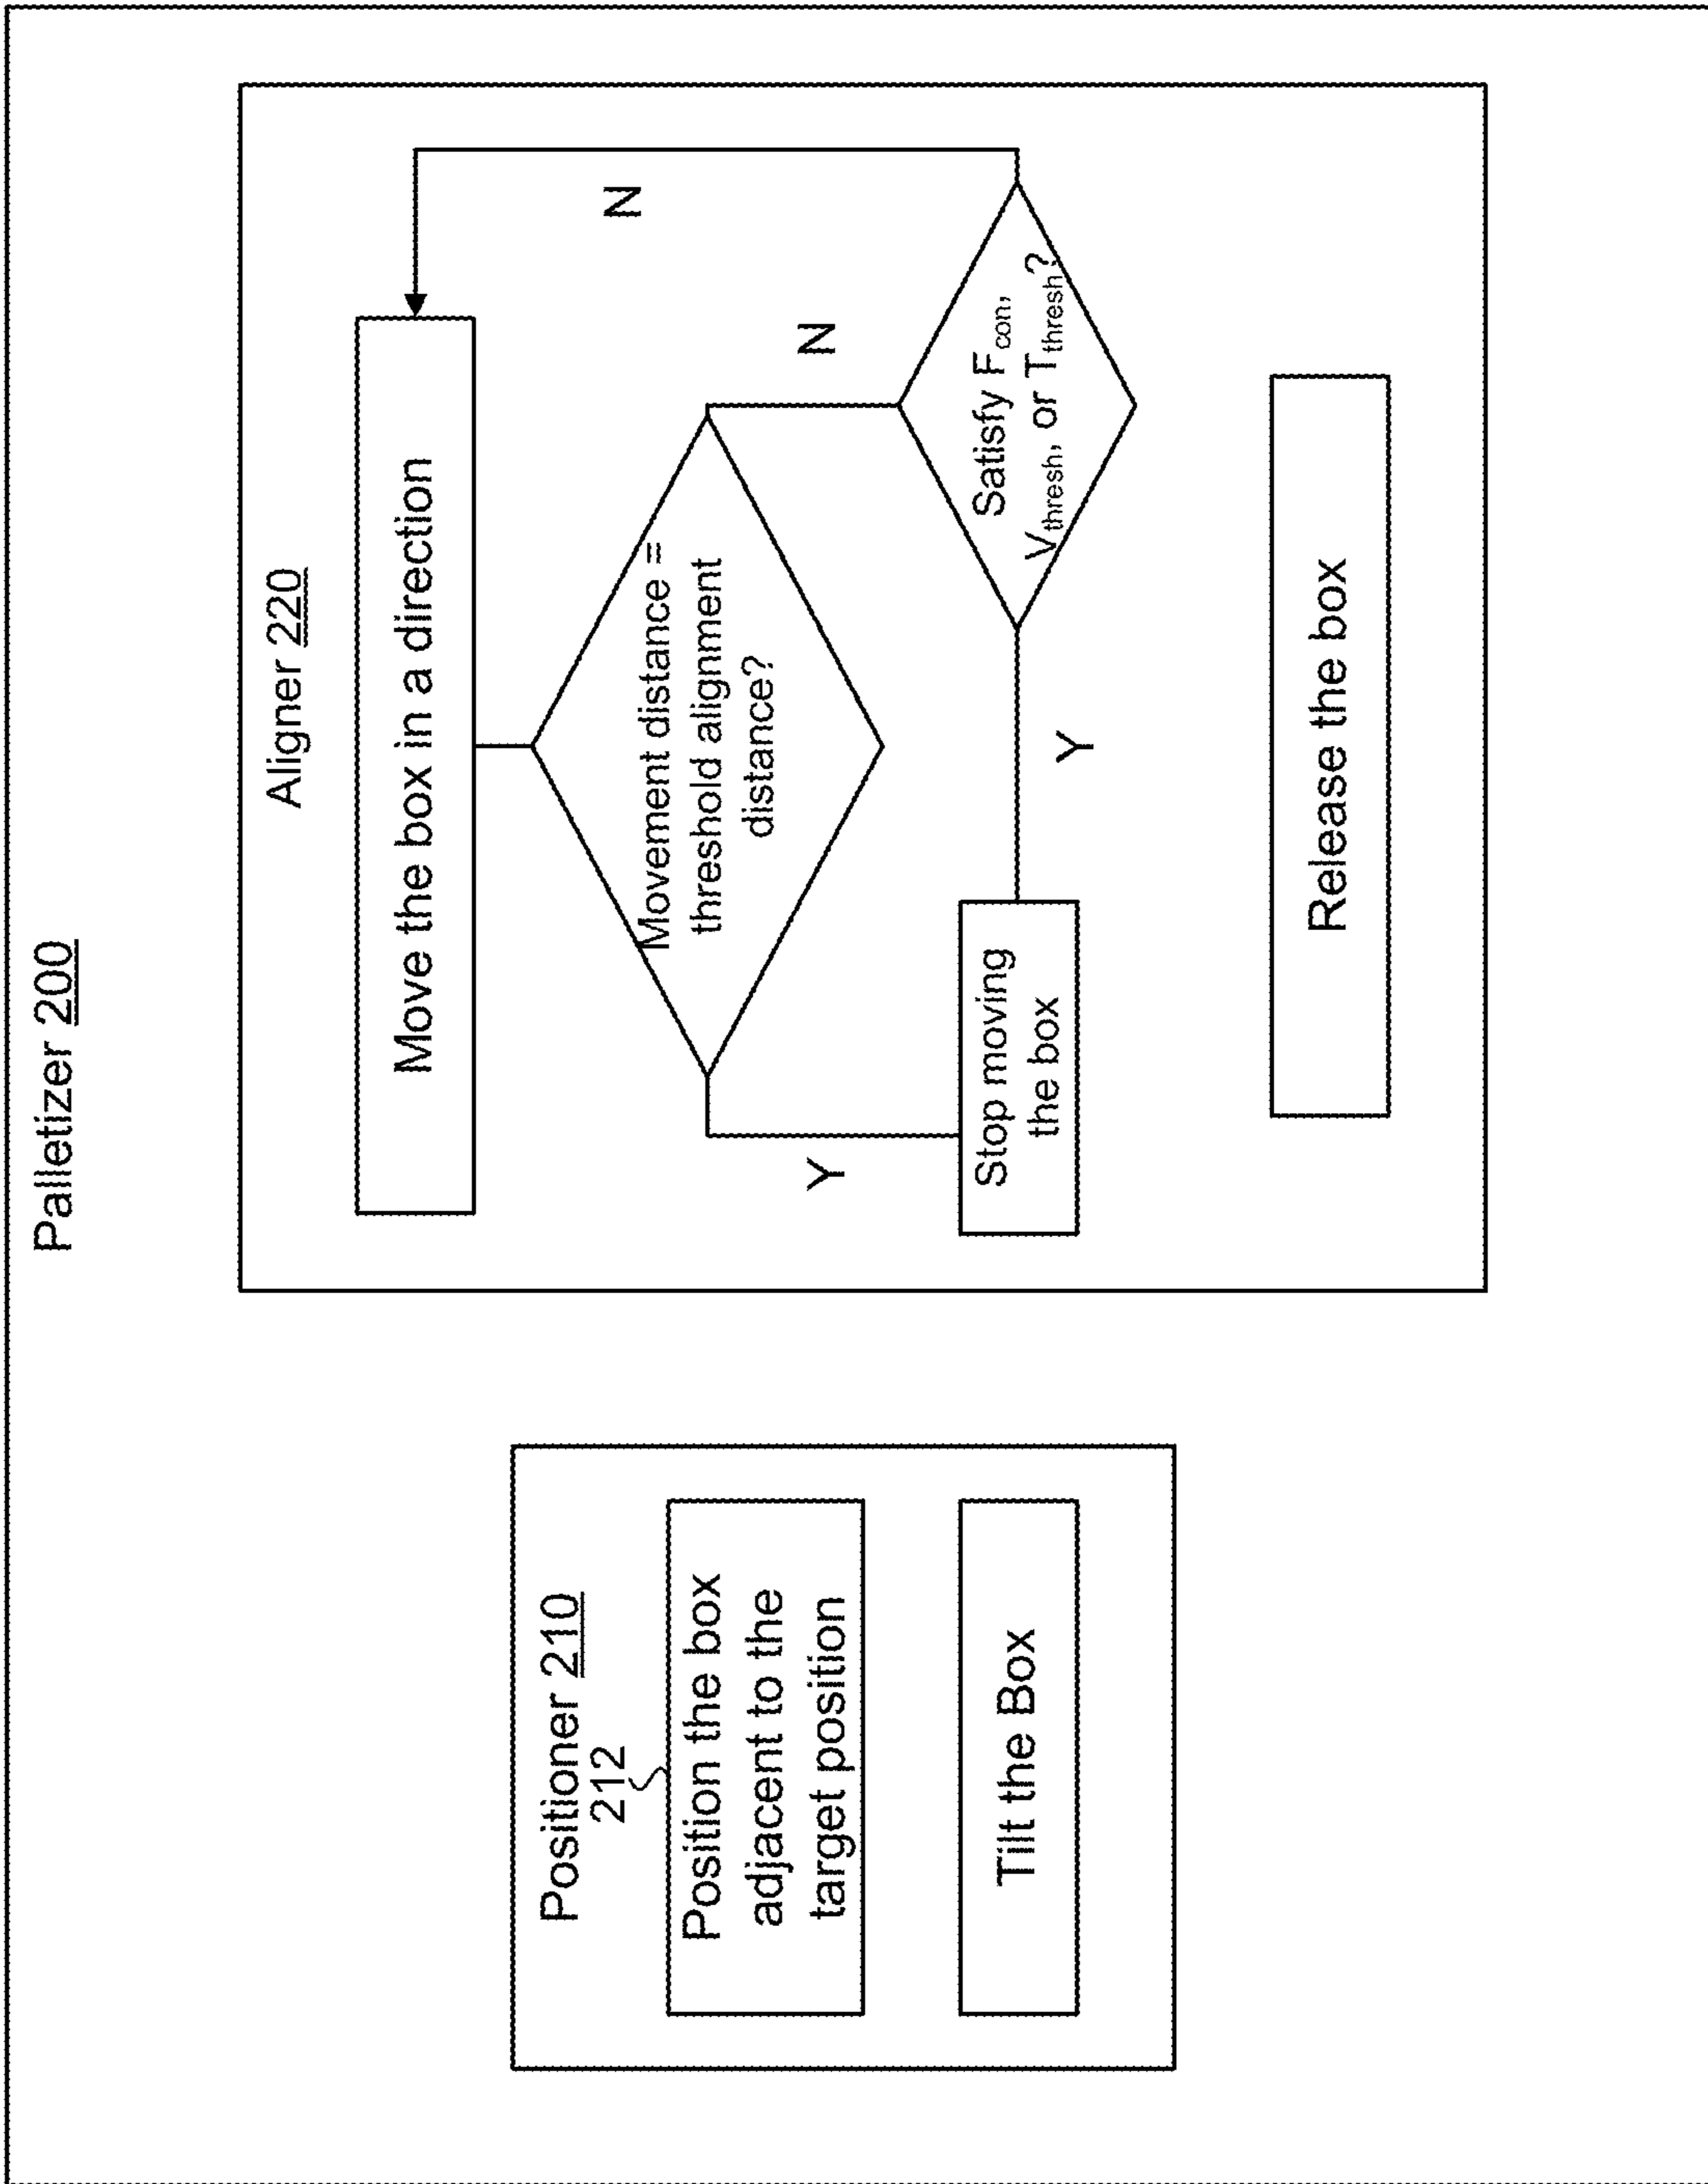 Palletizer 200
Positioner 210
212
Position the box
adjacent to the
target position
Tilt the Box
Aligner 220
Move the box in a direction
Movement distance =
threshold alignment
distance?
Y
N
N
Satisfy Fcon,
Vthresh, or Tthresh?
Y
Stop moving
the box
Release the box